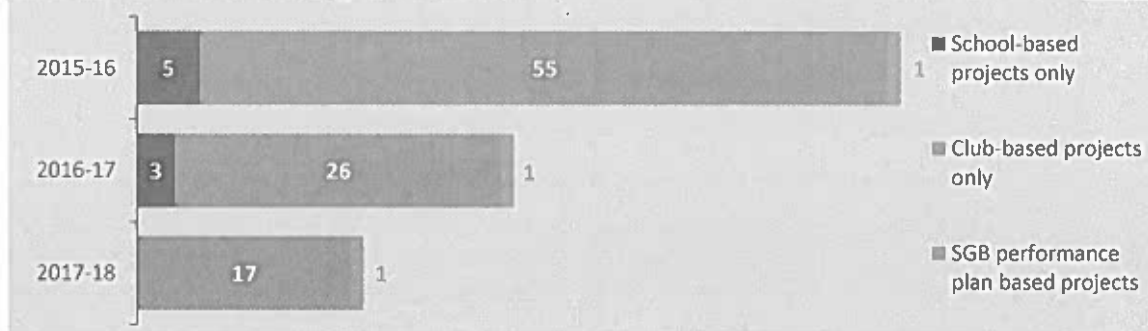 2015-16 5 55 1
School-based
projects only
2016-17 3 26 1
Club-based projects
only
2017-18 17 1
SGB performance
plan based projects